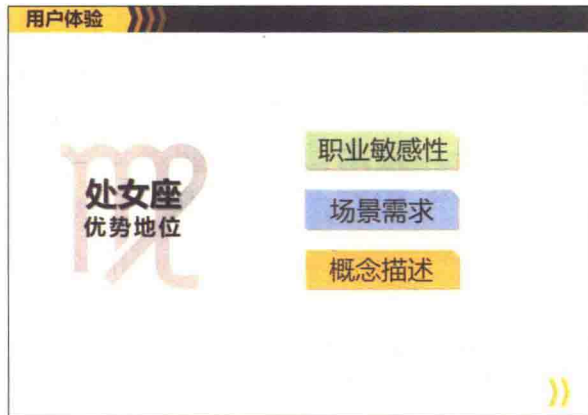 用户体验
处女座
优势地位
职业敏感性
场景需求
概念描述